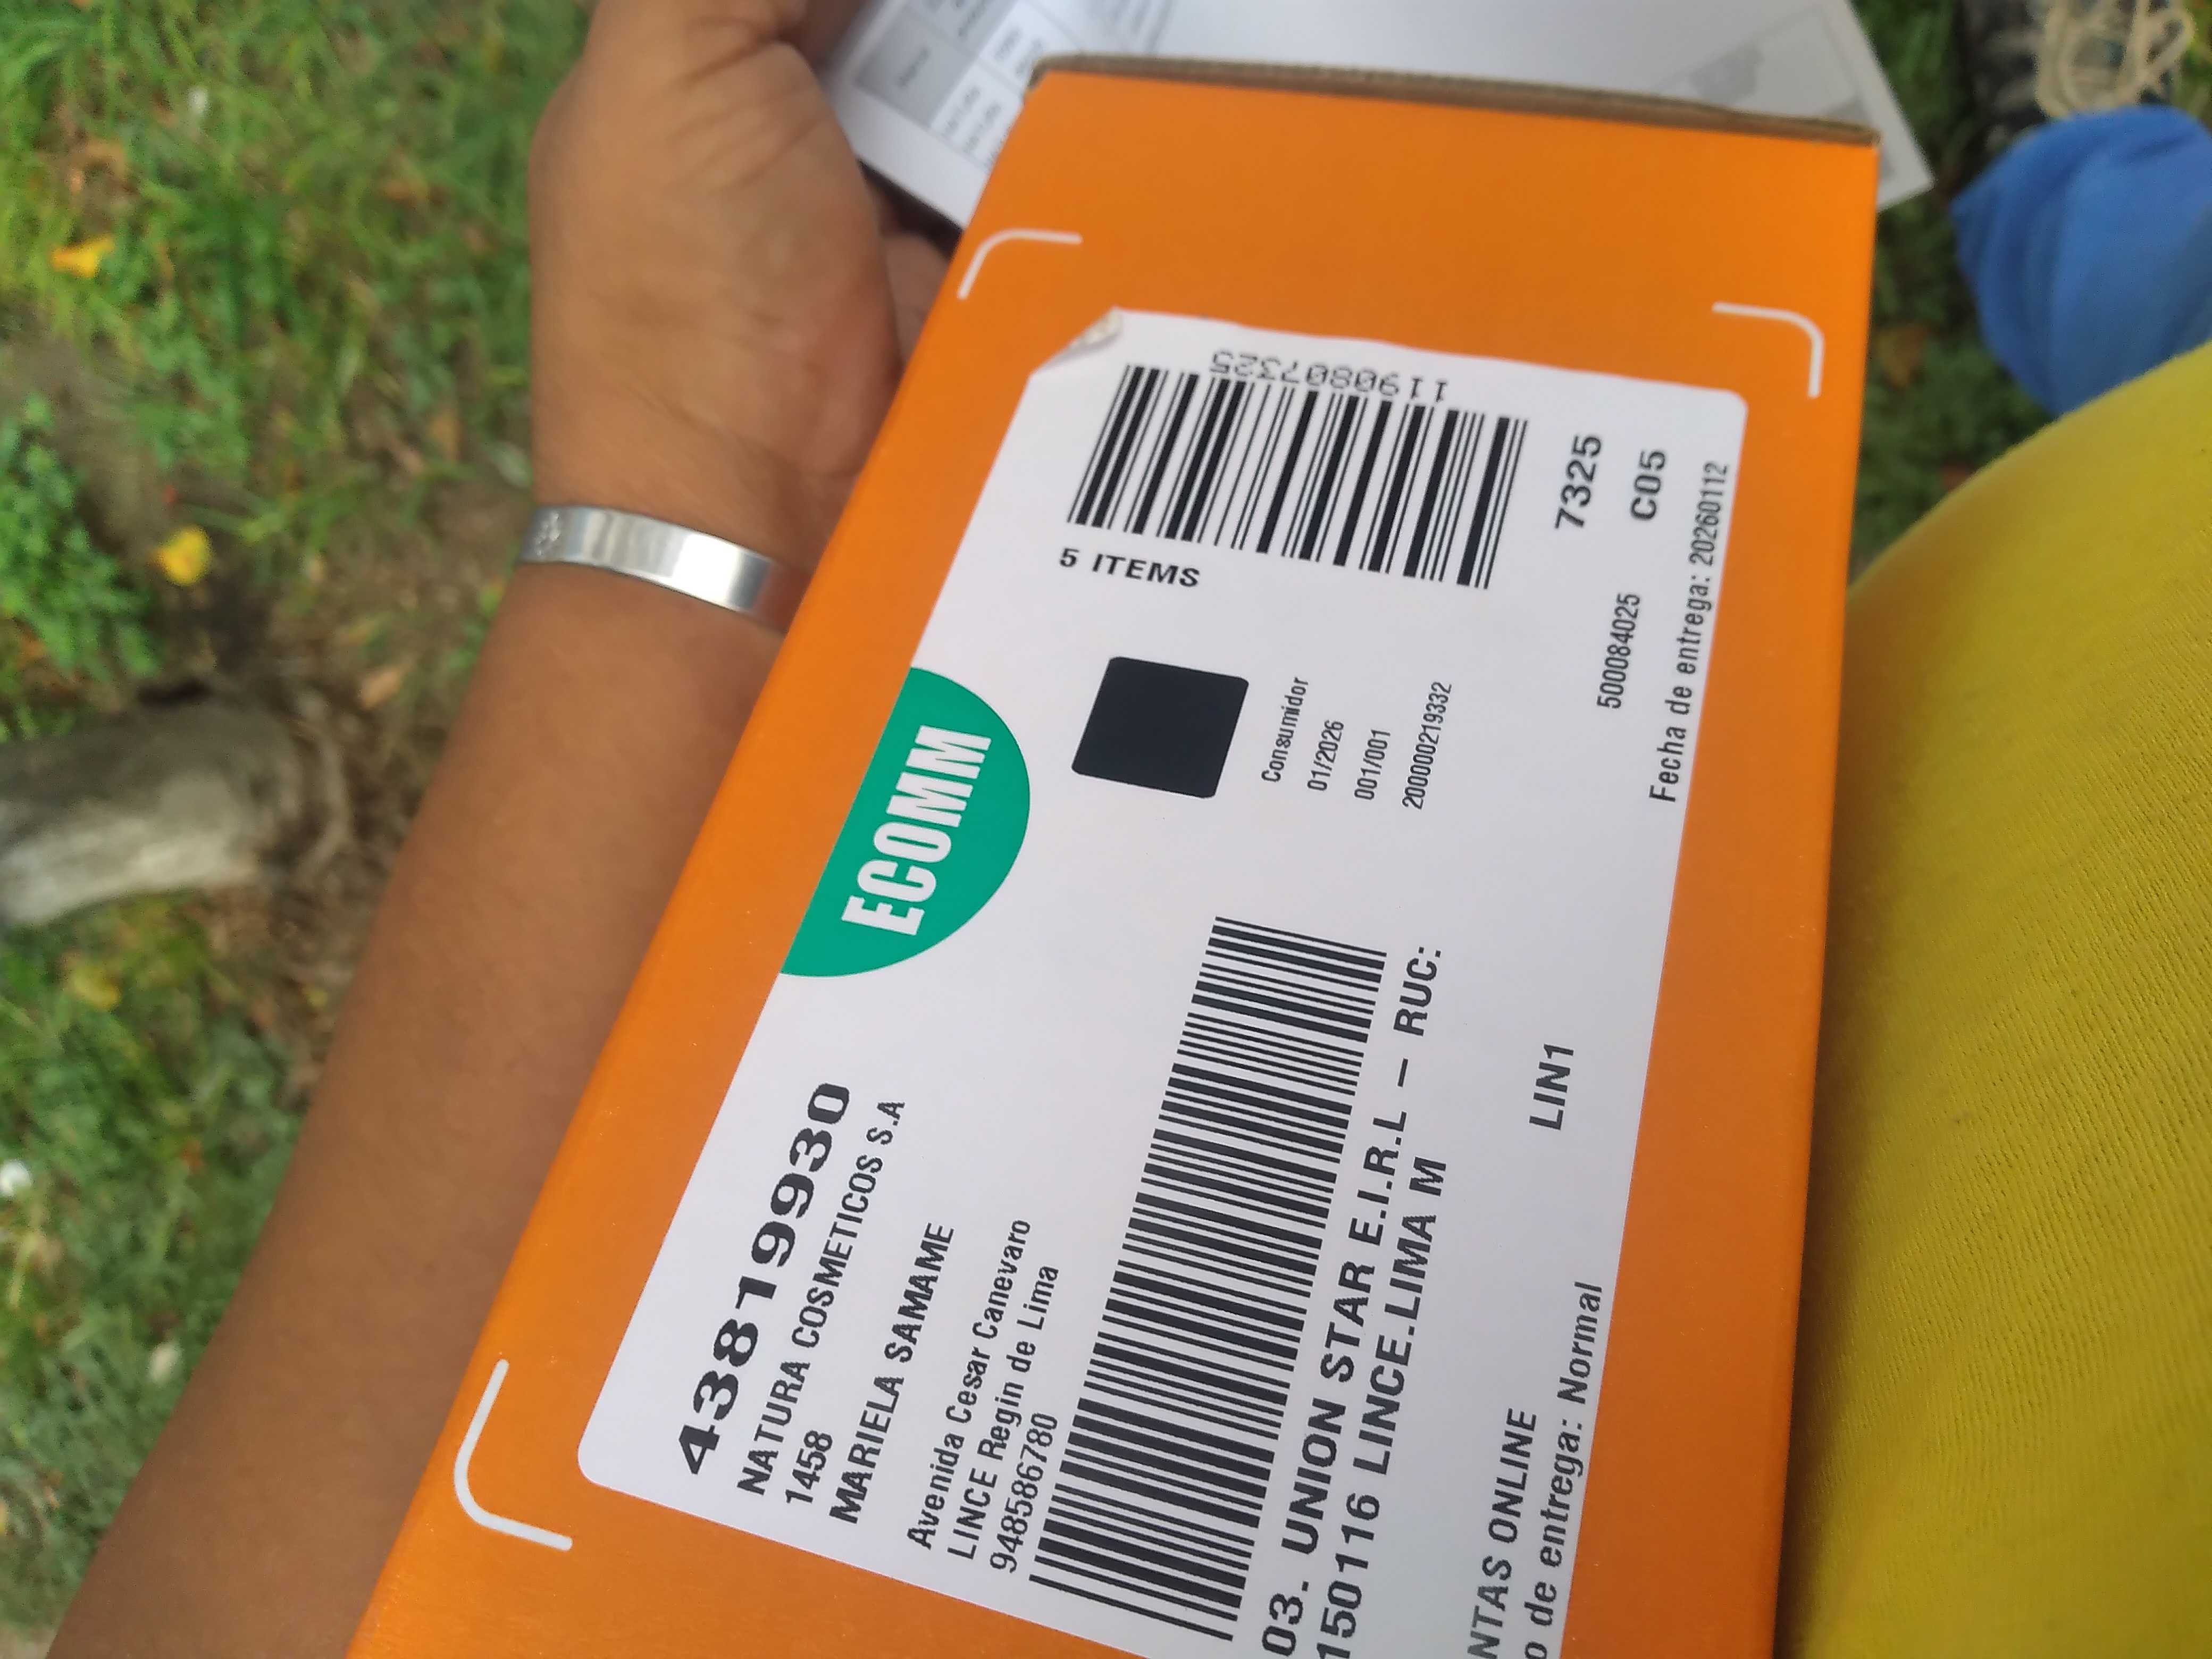 43819930
NATURA COSMETICOS S.A
1458
MARIELA SAMAME
Avenida Cesar Canevaro
LINCE Regin de Lima
948586780
ECOMM
1190807325
5 ITEMS
Consumidor
01/2026
001/001
2000000219332
7325
C05
500084025
Fecha de entrega: 20260112
03. UNION STAR E.I.R.L – RUC:
150116 LINCE.LIMA M
LIN1
NTAS ONLINE
o de entrega: Normal